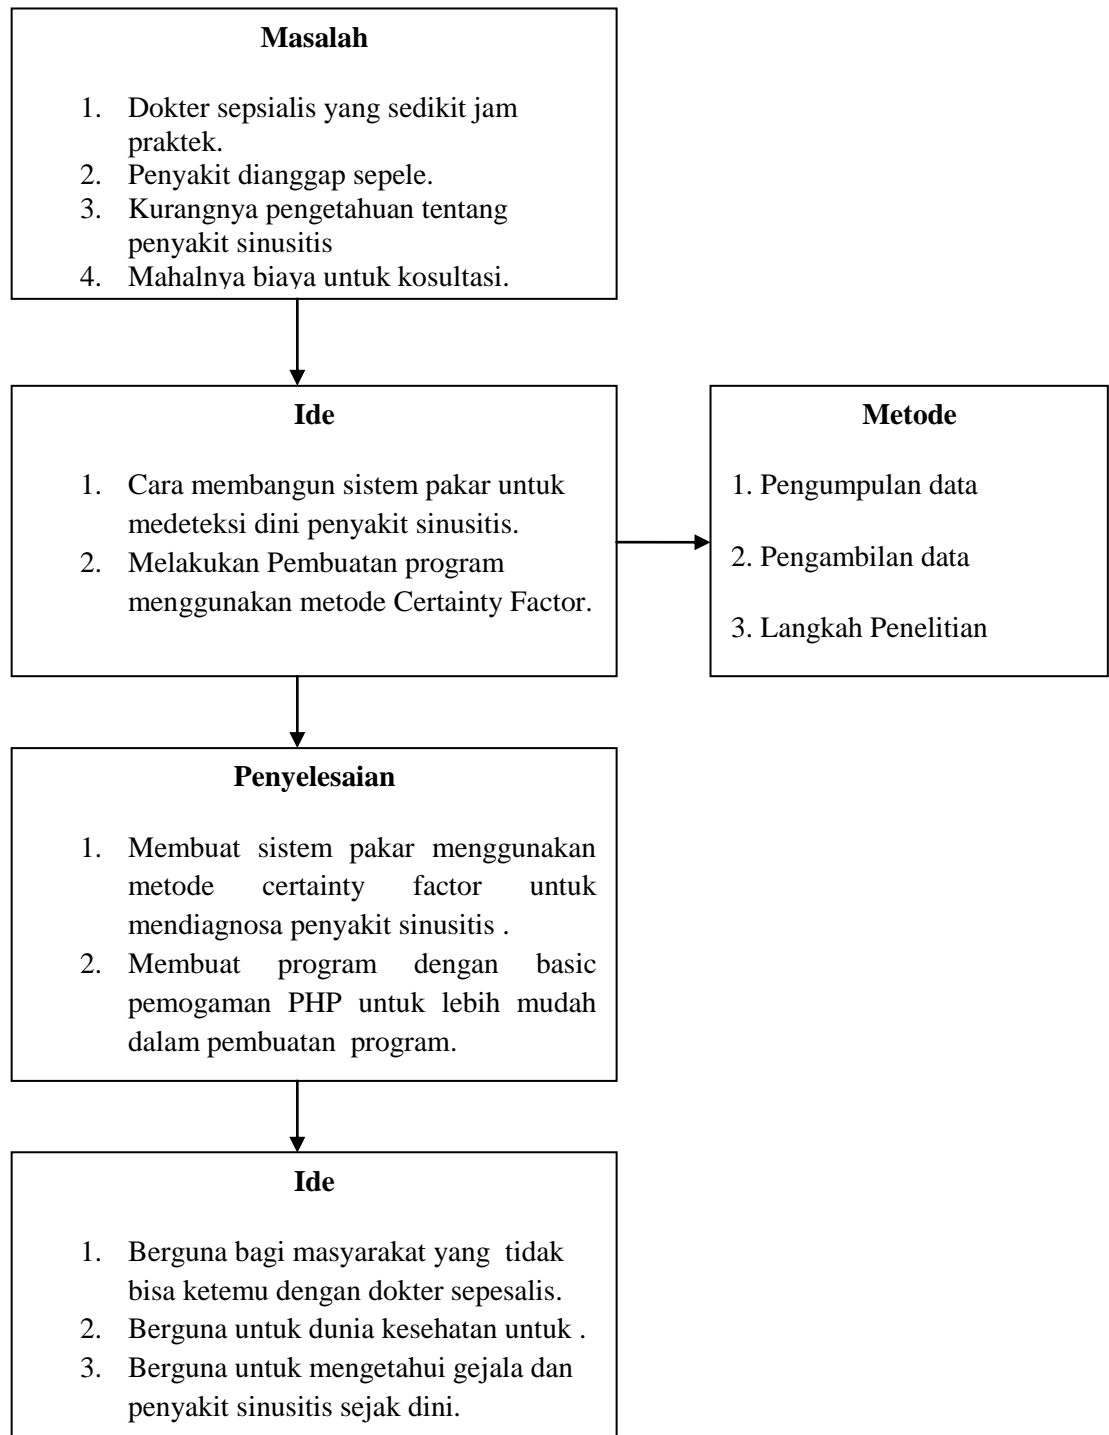 Masalah
1. Dokter sepsialis yang sedikit jam
praktek.
2. Penyakit dianggap sepele.
3. Kurangnya pengetahuan tentang
penyakit sinusitis
4. Mahalnya biaya untuk kosultasi.
Ide
1. Cara membangun sistem pakar untuk
medeteksi dini penyakit sinusitis.
2. Melakukan Pembuatan program
menggunakan metode Certainty Factor.
Metode
1. Pengumpulan data
2. Pengambilan data
3. Langkah Penelitian
Penyelesaian
1. Membuat sistem pakar menggunakan
metode certainty factor untuk
mendiagnosa penyakit sinusitis .
2. Membuat program dengan basic
pemogaman PHP untuk lebih mudah
dalam pembuatan program.
Ide
1. Berguna bagi masyarakat yang tidak
bisa ketemu dengan dokter sepesalis.
2. Berguna untuk dunia kesehatan untuk .
3. Berguna untuk mengetahui gejala dan
penyakit sinusitis sejak dini.